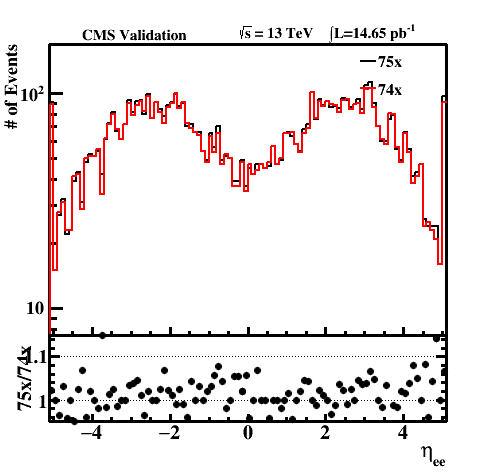 CMS Validation √s = 13 TeV ∫L=14.65 pb⁻¹
75x
74x
# of Events
10²
10
75x/74x
1.1
1
−4 −2 0 2 4
η_ee